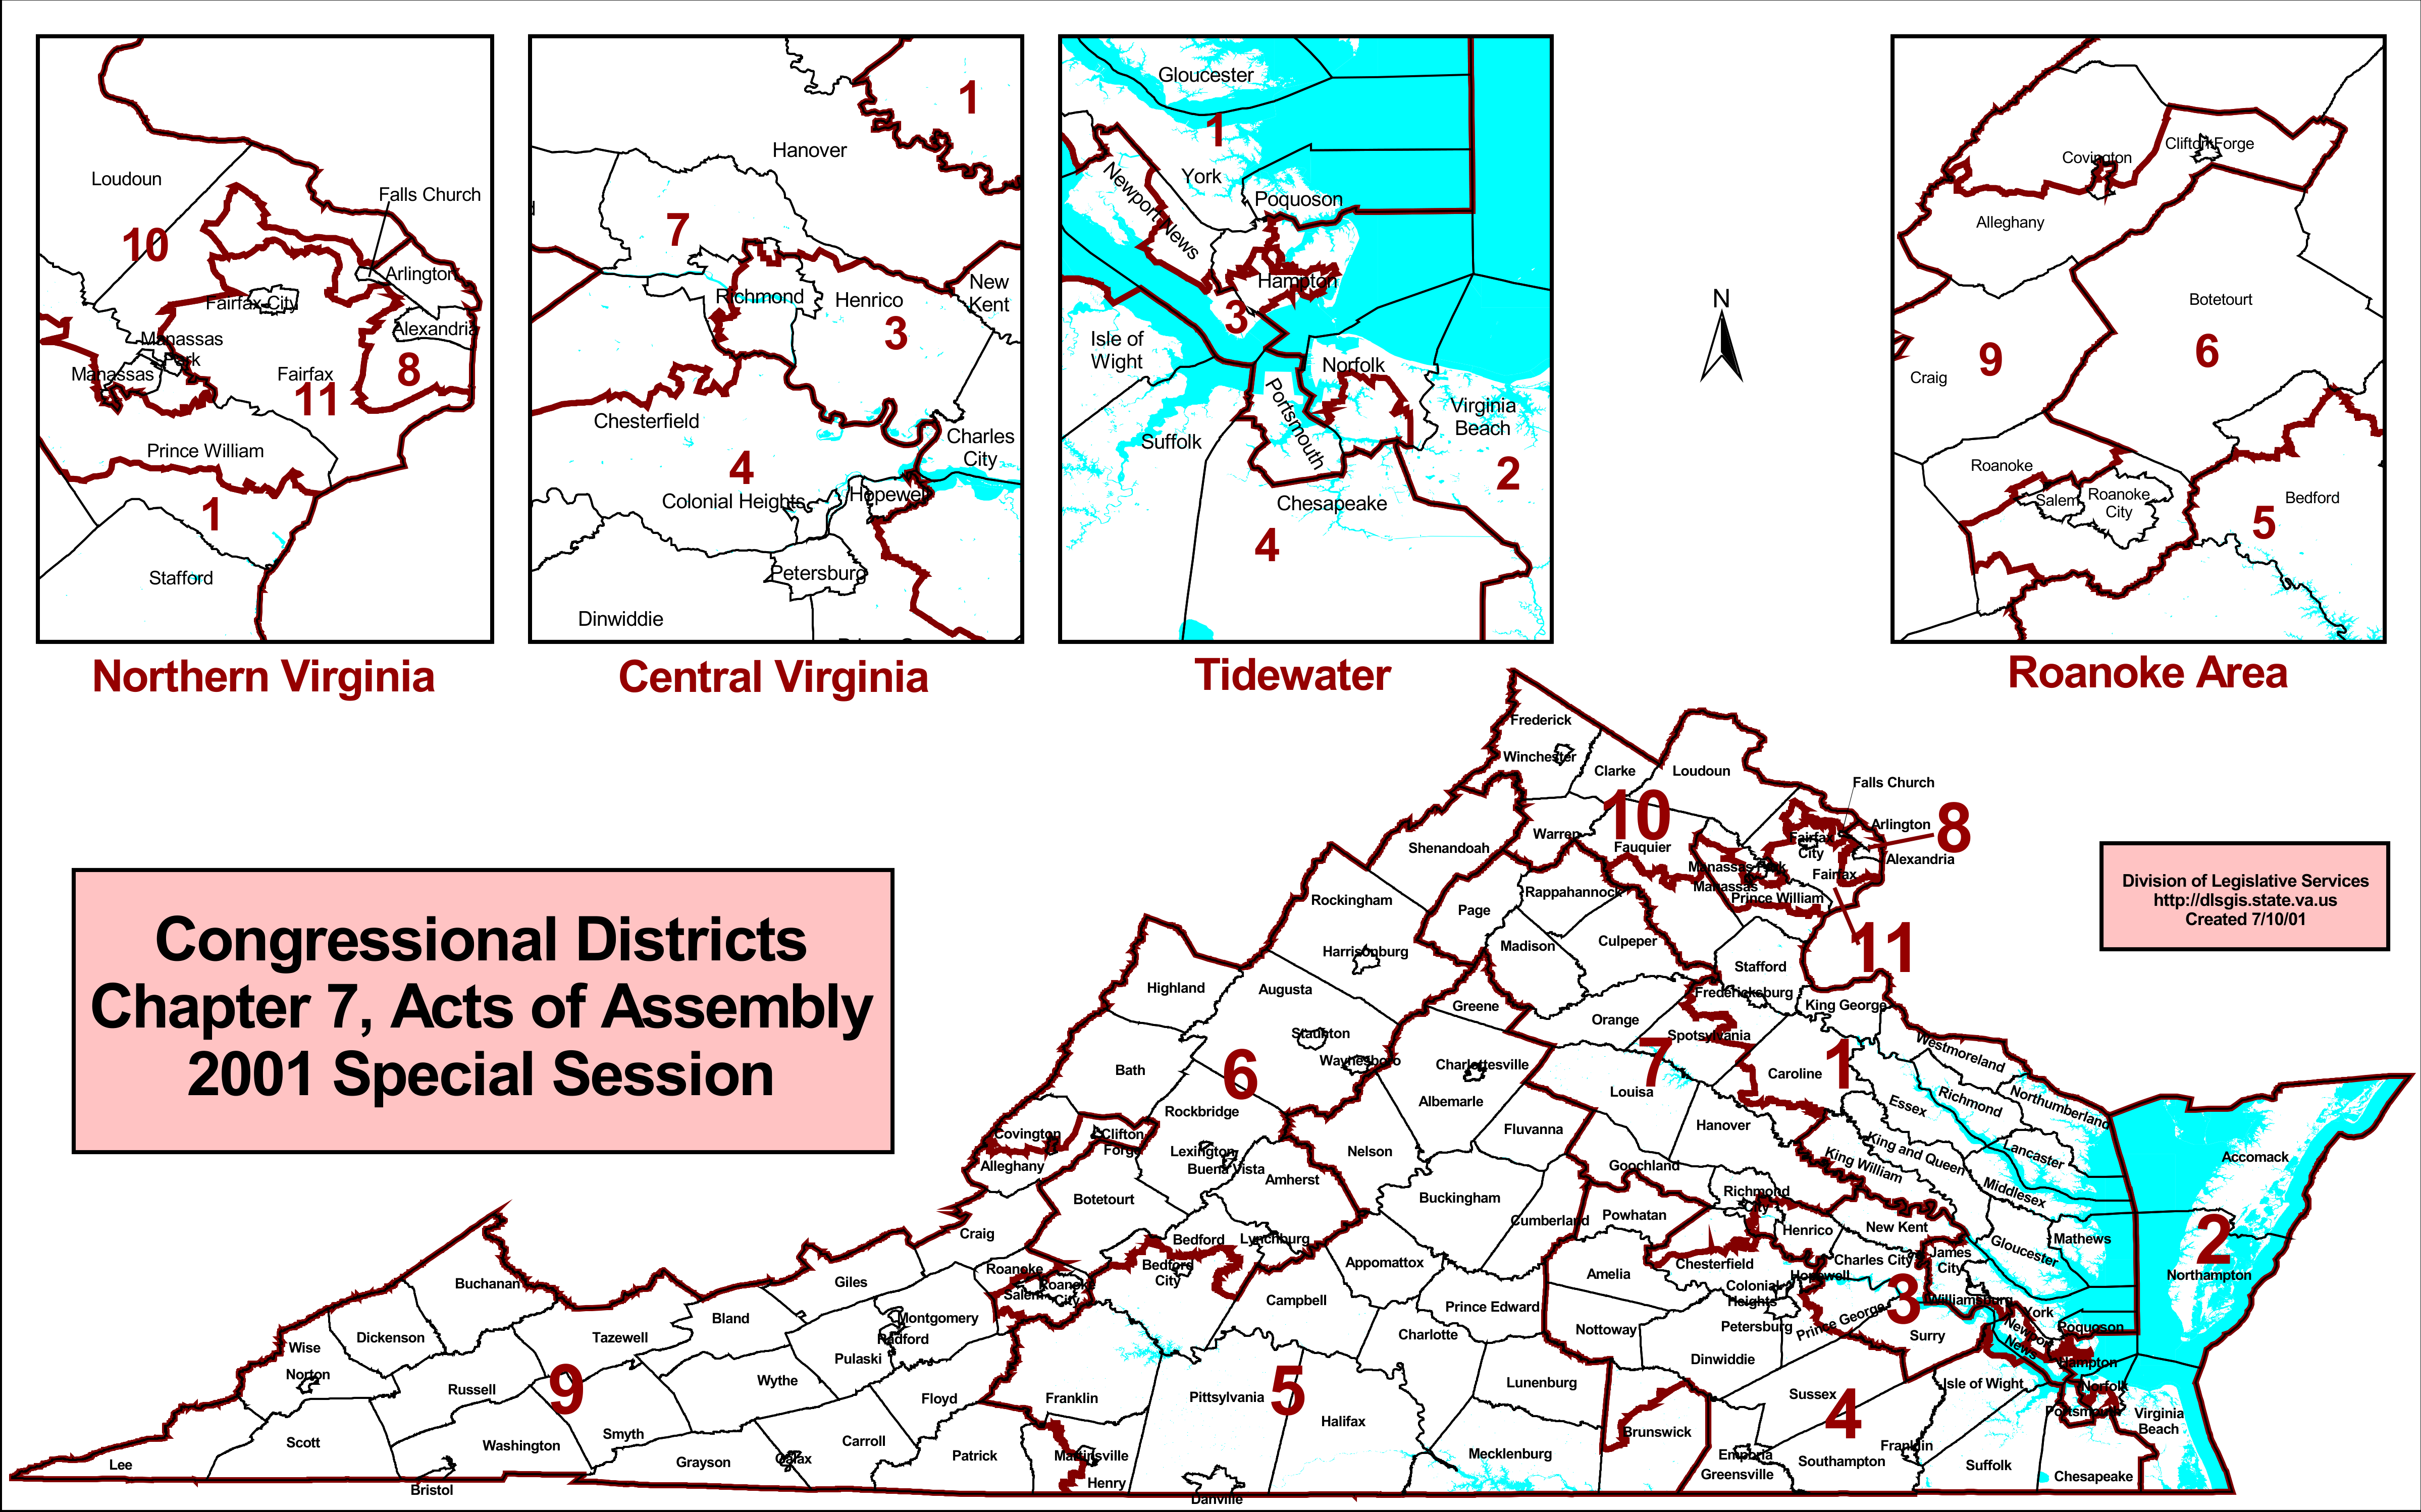 Loudoun
Falls Church
10
Arlington
Fairfax City
Manassas
Park
Alexandria
Manassas
Fairfax
8
11
Prince William
1
Stafford
Northern Virginia
1
Hanover
7
New
Kent
Richmond
Henrico
3
Chesterfield
Charles
City
4
Colonial Heights
Hopewell
Petersburg
Dinwiddie
Central Virginia
Gloucester
1
York
Newport News
Poquoson
Hampton
3
Isle of
Wight
Norfolk
Portsmouth
Virginia
Beach
Suffolk
2
Chesapeake
4
Tidewater
N
Covington
Clifton Forge
Alleghany
Botetourt
9
6
Craig
Roanoke
Salem
Roanoke
City
Bedford
5
Roanoke Area
Congressional Districts
Chapter 7, Acts of Assembly
2001 Special Session
Division of Legislative Services
http://dlsgis.state.va.us
Created 7/10/01
Frederick
Winchester
Clarke
Loudoun
Falls Church
10
8
Arlington
Warren
Fairfax
City
Shenandoah
Fauquier
Alexandria
Manassas Park
Fairfax
Manassas
Rappahannock
Prince William
Rockingham
Page
11
Madison
Culpeper
Harrisonburg
Stafford
Highland
Augusta
Fredericksburg
Greene
King George
Orange
Staunton
Spotsylvania
Westmoreland
Waynesboro
Charlottesville
7
1
Bath
6
Caroline
Louisa
Albemarle
Essex
Richmond
Northumberland
Rockbridge
Hanover
Covington
Clifton
Forge
Fluvanna
Lexington
Nelson
King and Queen
Lancaster
Accomack
Alleghany
Buena Vista
Goochland
King William
Amherst
Middlesex
Botetourt
Buckingham
Richmond
City
Cumberland
Powhatan
Henrico
New Kent
2
Craig
Bedford
Lynchburg
Mathews
Gloucester
James
City
Charles City
Appomattox
Chesterfield
Bedford
City
Roanoke
Amelia
Hopewell
Northampton
Buchanan
Giles
Salem
Roanoke
City
Colonial
Heights
Campbell
3
Williamsburg
Prince Edward
York
Bland
Montgomery
Prince George
Petersburg
Newport
News
Poquoson
Dickenson
Tazewell
Radford
Charlotte
Nottoway
Surry
Wise
Pulaski
Dinwiddie
Hampton
Norton
Wythe
Lunenburg
Isle of Wight
Norfolk
9
Russell
Floyd
Franklin
Pittsylvania
5
Sussex
4
Portsmouth
Halifax
Virginia
Beach
Smyth
Brunswick
Scott
Washington
Carroll
Patrick
Martinsville
Mecklenburg
Emporia
Franklin
Lee
Grayson
Galax
Henry
Greensville
Southampton
Suffolk
Chesapeake
Bristol
Danville